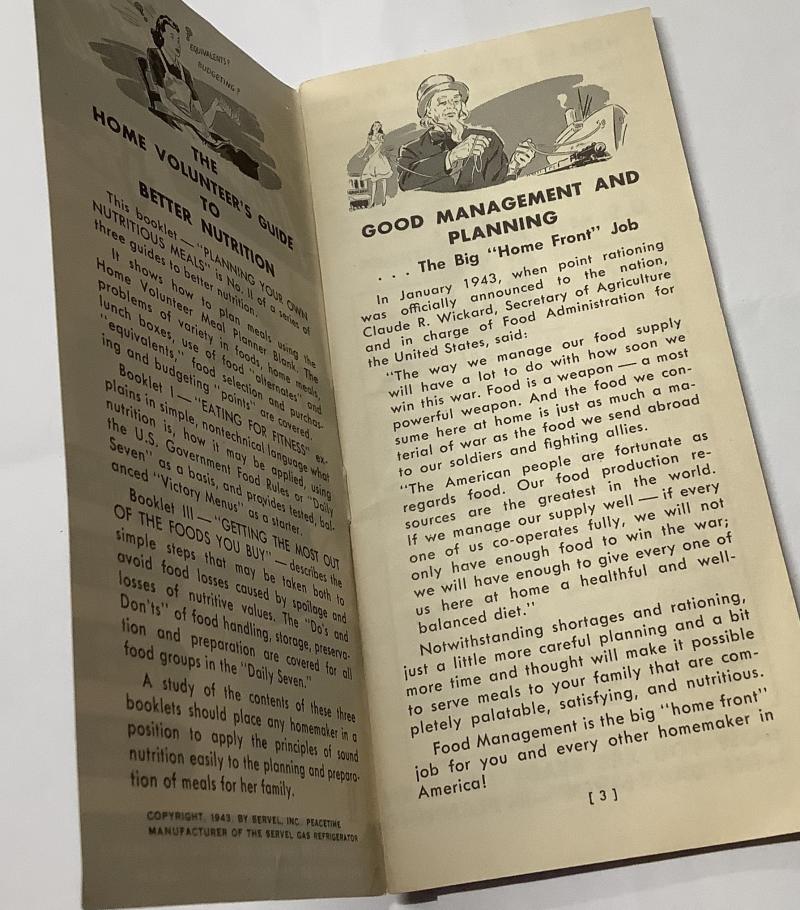 EQUIVALENTS?
BUDGETING?
THE
HOME VOLUNTEER'S GUIDE
TO
BETTER NUTRITION
This booklet — "PLANNING YOUR OWN
NUTRITIOUS MEALS" is No. II of a series of
three guides to better nutrition.
It shows how to plan meals using the
Home Volunteer Meal Planner Blank. The
problems of variety in foods, home meals,
lunch boxes, use of food "alternates" and
"equivalents," food selection and purchas-
ing and budgeting "points" are covered.
Booklet I — "EATING FOR FITNESS" ex-
plains in simple, nontechnical language what
nutrition is, how it may be applied, using
the U.S. Government Food Rules or "Daily
Seven" as a basis, and provides tested, bal-
anced "Victory Menus" as a starter.
Booklet III — "GETTING THE MOST OUT
OF THE FOODS YOU BUY" — describes the
simple steps that may be taken both to
avoid food losses caused by spoilage and
losses of nutritive values. The "Do's and
Don'ts" of food handling, storage, preserva-
tion and preparation are covered for all
food groups in the "Daily Seven."
A study of the contents of these three
booklets should place any homemaker in a
position to apply the principles of sound
nutrition easily to the planning and prepara-
tion of meals for her family.
COPYRIGHT, 1943, BY SERVEL, INC. PEACETIME
MANUFACTURER OF THE SERVEL GAS REFRIGERATOR
GOOD MANAGEMENT AND
PLANNING
. . . The Big "Home Front" Job
In January 1943, when point rationing
was officially announced to the nation,
Claude R. Wickard, Secretary of Agriculture
and in charge of Food Administration for
the United States, said:
"The way we manage our food supply
will have a lot to do with how soon we
win this war. Food is a weapon — a most
powerful weapon. And the food we con-
sume here at home is just as much a ma-
terial of war as the food we send abroad
to our soldiers and fighting allies.
"The American people are fortunate as
regards food. Our food production re-
sources are the greatest in the world.
If we manage our supply well — if every
one of us co-operates fully, we will not
only have enough food to win the war;
we will have enough to give every one of
us here at home a healthful and well-
balanced diet."
Notwithstanding shortages and rationing,
just a little more careful planning and a bit
more time and thought will make it possible
to serve meals to your family that are com-
pletely palatable, satisfying, and nutritious.
Food Management is the big "home front"
job for you and every other homemaker in
America!
[ 3 ]